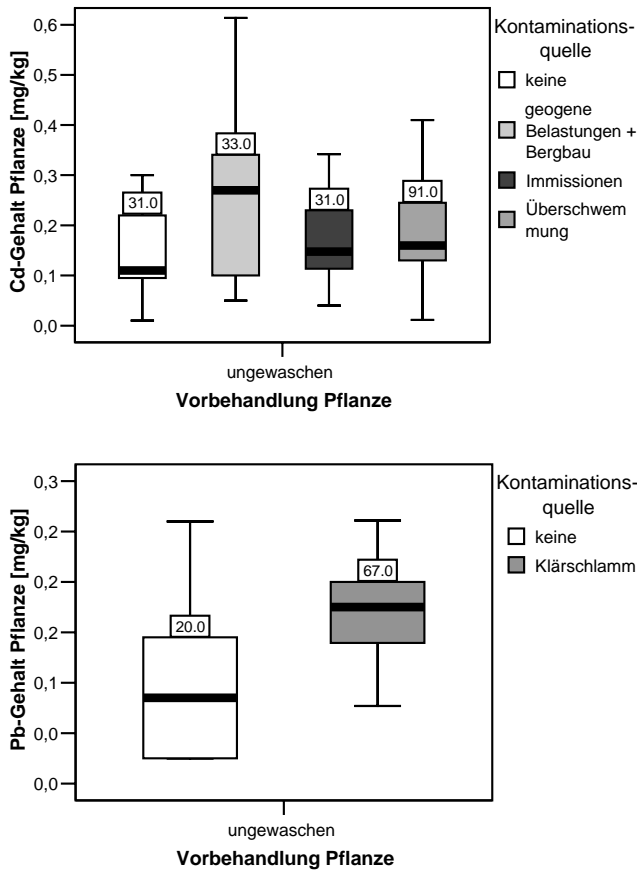 Cd-Gehalt Pflanze [mg/kg]
0,6
0,6
0,4
0,3
0,2
0,1
0,0
31.0
33.0
31.0
91.0
ungewaschen
Vorbehandlung Pflanze
Kontaminations-
quelle
keine
geogene
Belastungen +
Bergbau
Immissionen
Überschwem
mung
Pb-Gehalt Pflanze [mg/kg]
0,3
0,2
0,2
0,2
0,1
0,0
0,0
20.0
67.0
ungewaschen
Vorbehandlung Pflanze
Kontaminations-
quelle
keine
Klärschlamm